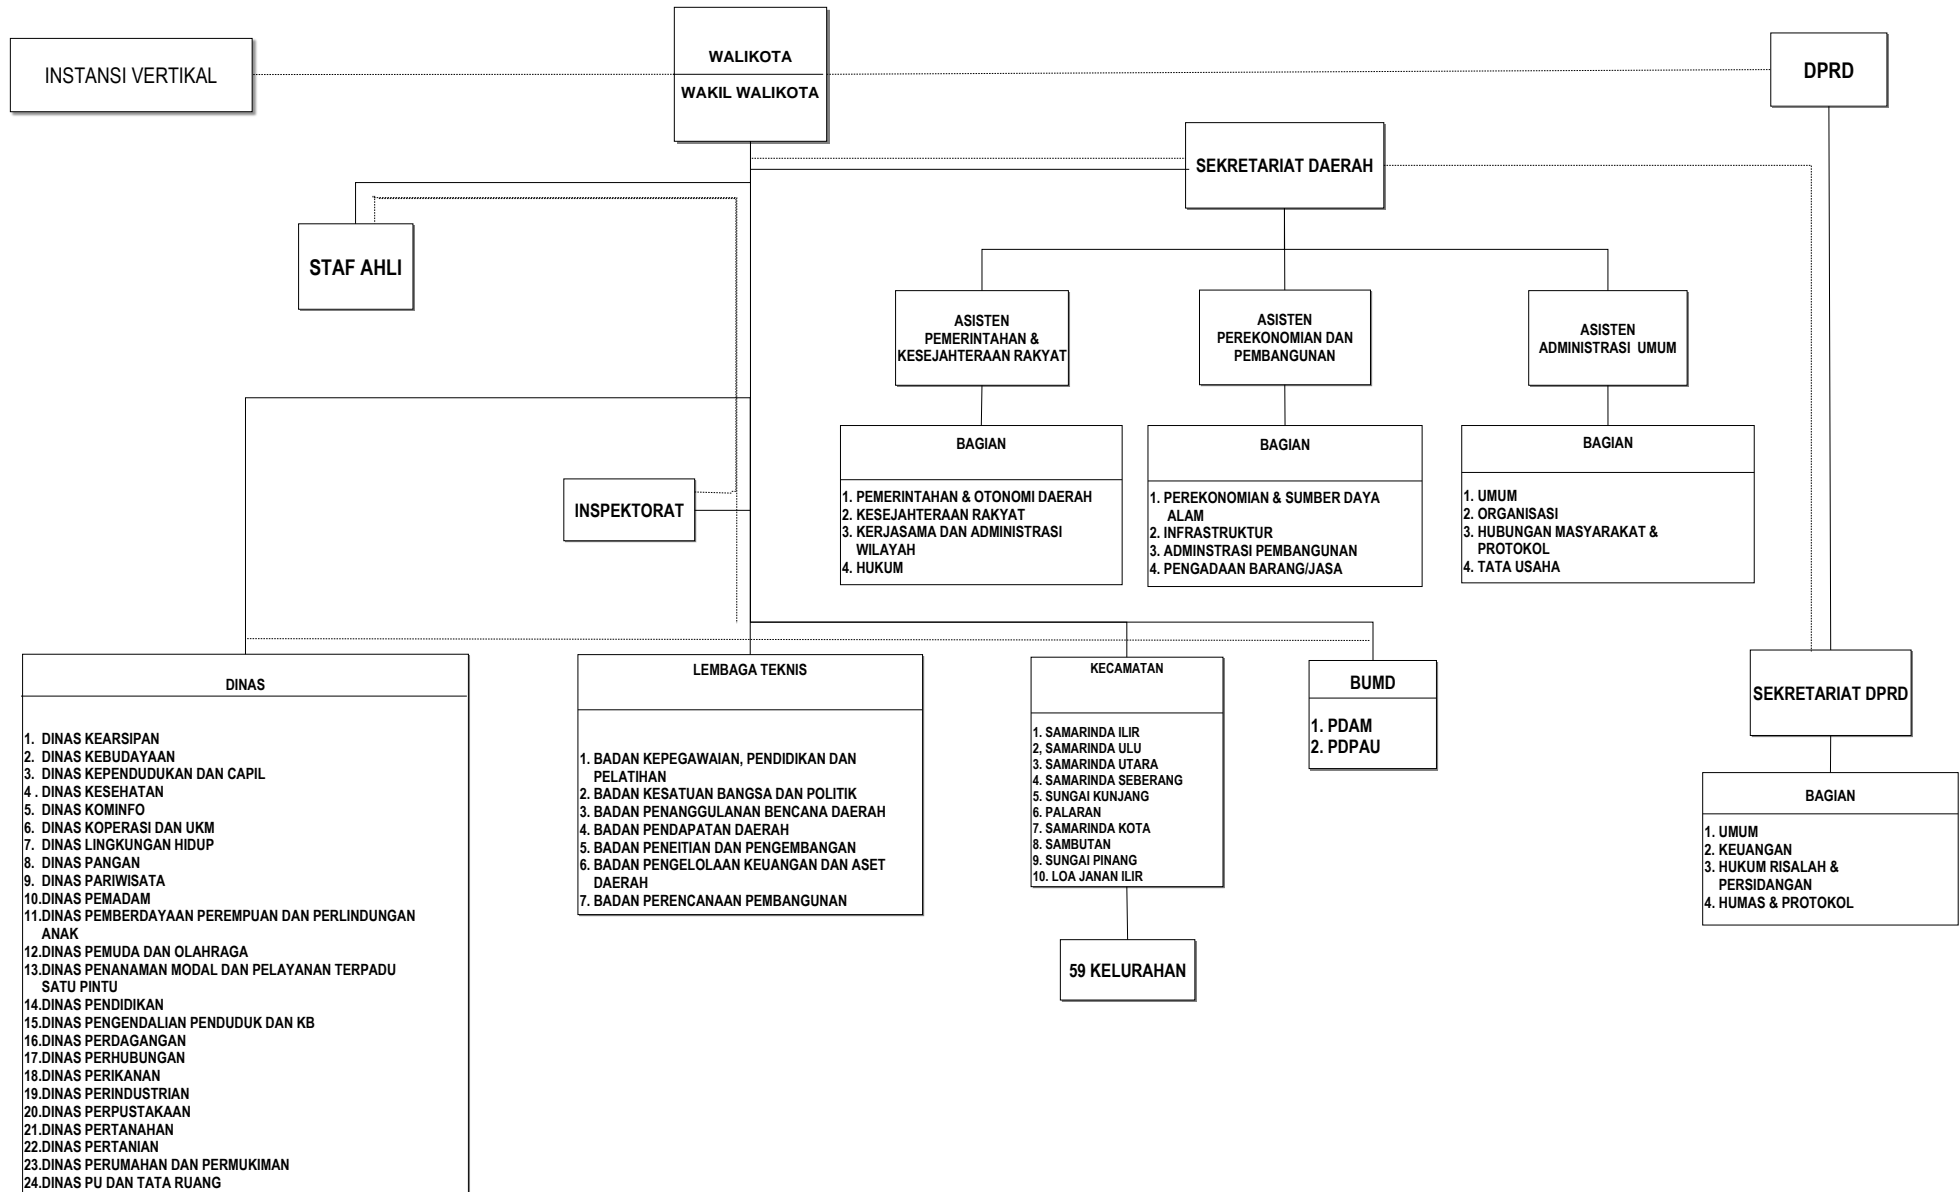 INSTANSI VERTIKAL
WALIKOTA
WAKIL WALIKOTA
DPRD
SEKRETARIAT DAERAH
STAF AHLI
ASISTEN
PEMERINTAHAN &
KESEJAHTERAAN RAKYAT
ASISTEN
PEREKONOMIAN DAN
PEMBANGUNAN
ASISTEN
ADMINISTRASI UMUM
BAGIAN
1. PEMERINTAHAN & OTONOMI DAERAH
2. KESEJAHTERAAN RAKYAT
3. KERJASAMA DAN ADMINISTRASI
WILAYAH
4. HUKUM
BAGIAN
1. PEREKONOMIAN & SUMBER DAYA
ALAM
2. INFRASTRUKTUR
3. ADMINSTRASI PEMBANGUNAN
4. PENGADAAN BARANG/JASA
BAGIAN
1. UMUM
2. ORGANISASI
3. HUBUNGAN MASYARAKAT &
PROTOKOL
4. TATA USAHA
INSPEKTORAT
DINAS
1. DINAS KEARSIPAN
2. DINAS KEBUDAYAAN
3. DINAS KEPENDUDUKAN DAN CAPIL
4 . DINAS KESEHATAN
5. DINAS KOMINFO
6. DINAS KOPERASI DAN UKM
7. DINAS LINGKUNGAN HIDUP
8. DINAS PANGAN
9. DINAS PARIWISATA
10.DINAS PEMADAM
11.DINAS PEMBERDAYAAN PEREMPUAN DAN PERLINDUNGAN
ANAK
12.DINAS PEMUDA DAN OLAHRAGA
13.DINAS PENANAMAN MODAL DAN PELAYANAN TERPADU
SATU PINTU
14.DINAS PENDIDIKAN
15.DINAS PENGENDALIAN PENDUDUK DAN KB
16.DINAS PERDAGANGAN
17.DINAS PERHUBUNGAN
18.DINAS PERIKANAN
19.DINAS PERINDUSTRIAN
20.DINAS PERPUSTAKAAN
21.DINAS PERTANAHAN
22.DINAS PERTANIAN
23.DINAS PERUMAHAN DAN PERMUKIMAN
24.DINAS PU DAN TATA RUANG
LEMBAGA TEKNIS
1. BADAN KEPEGAWAIAN, PENDIDIKAN DAN
PELATIHAN
2. BADAN KESATUAN BANGSA DAN POLITIK
3. BADAN PENANGGULANAN BENCANA DAERAH
4. BADAN PENDAPATAN DAERAH
5. BADAN PENEITIAN DAN PENGEMBANGAN
6. BADAN PENGELOLAAN KEUANGAN DAN ASET
DAERAH
7. BADAN PERENCANAAN PEMBANGUNAN
KECAMATAN
1. SAMARINDA ILIR
2, SAMARINDA ULU
3. SAMARINDA UTARA
4. SAMARINDA SEBERANG
5. SUNGAI KUNJANG
6. PALARAN
7. SAMARINDA KOTA
8. SAMBUTAN
9. SUNGAI PINANG
10. LOA JANAN ILIR
59 KELURAHAN
BUMD
1. PDAM
2. PDPAU
SEKRETARIAT DPRD
BAGIAN
1. UMUM
2. KEUANGAN
3. HUKUM RISALAH &
PERSIDANGAN
4. HUMAS & PROTOKOL